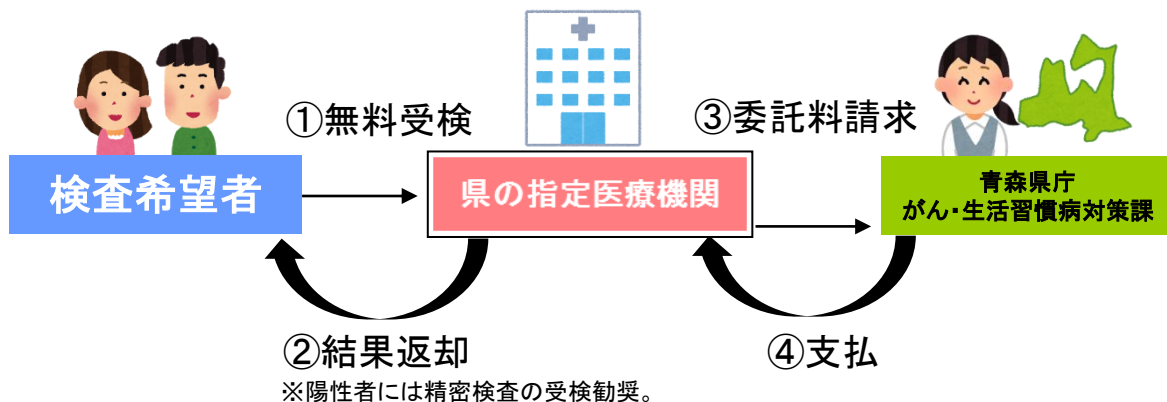 ①無料受検
③委託料請求
検査希望者
県の指定医療機関
青森県庁
がん・生活習慣病対策課
②結果返却
※陽性者には精密検査の受検勧奨。
④支払